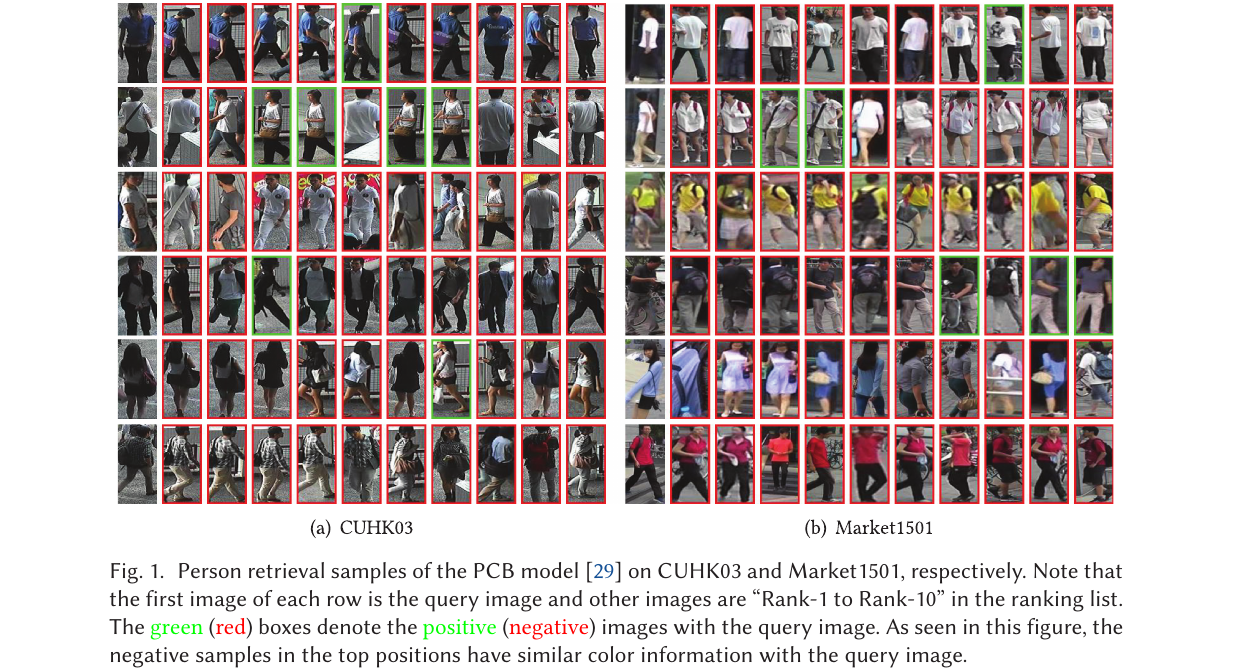 (a) CUHK03
(b) Market1501
Fig. 1. Person retrieval samples of the PCB model [29] on CUHK03 and Market1501, respectively. Note that
the first image of each row is the query image and other images are “Rank-1 to Rank-10” in the ranking list.
The green (red) boxes denote the positive (negative) images with the query image. As seen in this figure, the
negative samples in the top positions have similar color information with the query image.